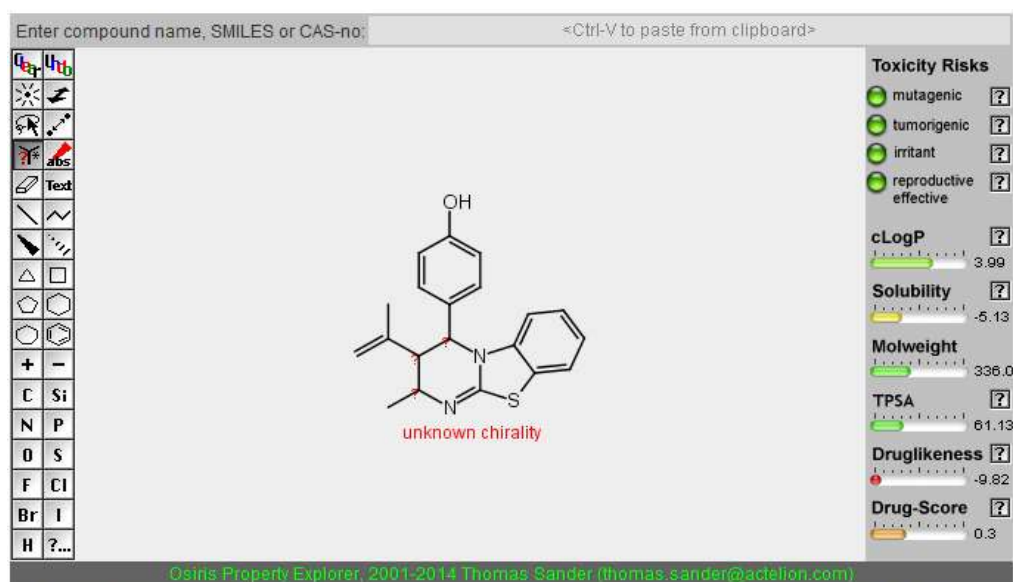 Enter compound name, SMILES or CAS-no:
<Ctrl-V to paste from clipboard>
Toxicity Risks
mutagenic ?
tumorigenic ?
irritant ?
reproductive effective ?
cLogP ?
3.99
Solubility ?
-5.13
Molweight
336.0
TPSA ?
61.13
Druglikeness ?
-9.82
Drug-Score ?
0.3
abs
Text
+ −
C Si
N P
O S
F Cl
Br I
H ?...
OH
N
N
S
? ? ?
unknown chirality
Osiris Property Explorer, 2001-2014 Thomas Sander (thomas.sander@actelion.com)